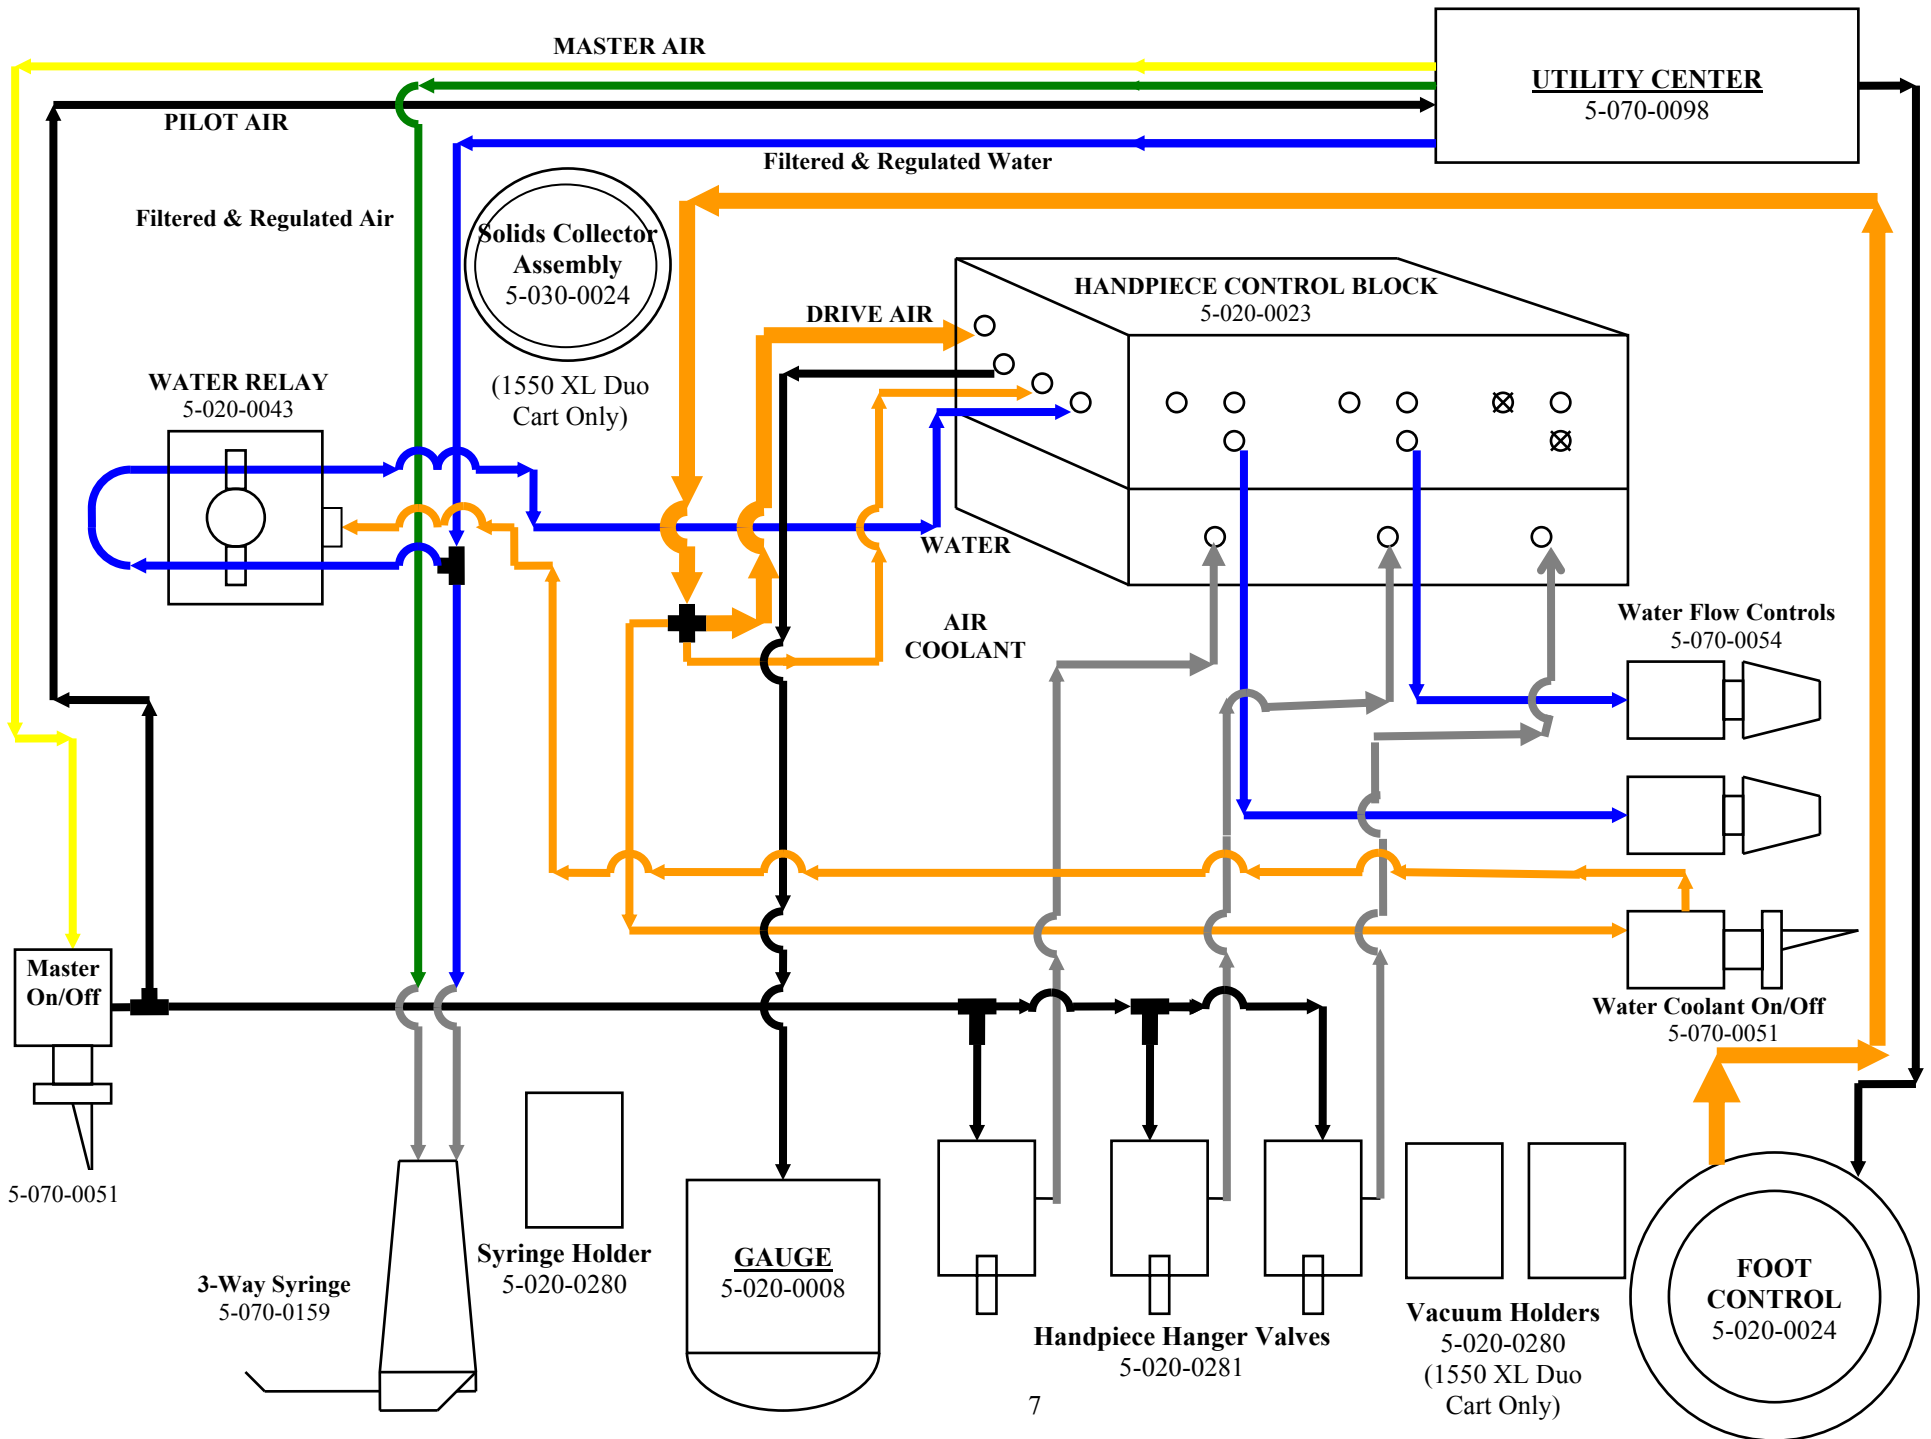 MASTER AIR
UTILITY CENTER
5-070-0098
PILOT AIR
Filtered & Regulated Water
Filtered & Regulated Air
Solids Collector
Assembly
5-030-0024
(1550 XL Duo
Cart Only)
HANDPIECE CONTROL BLOCK
5-020-0023
DRIVE AIR
WATER RELAY
5-020-0043
WATER
AIR
COOLANT
Water Flow Controls
5-070-0054
Master
On/Off
5-070-0051
Water Coolant On/Off
5-070-0051
3-Way Syringe
5-070-0159
Syringe Holder
5-020-0280
GAUGE
5-020-0008
Handpiece Hanger Valves
5-020-0281
Vacuum Holders
5-020-0280
(1550 XL Duo
Cart Only)
FOOT
CONTROL
5-020-0024
7